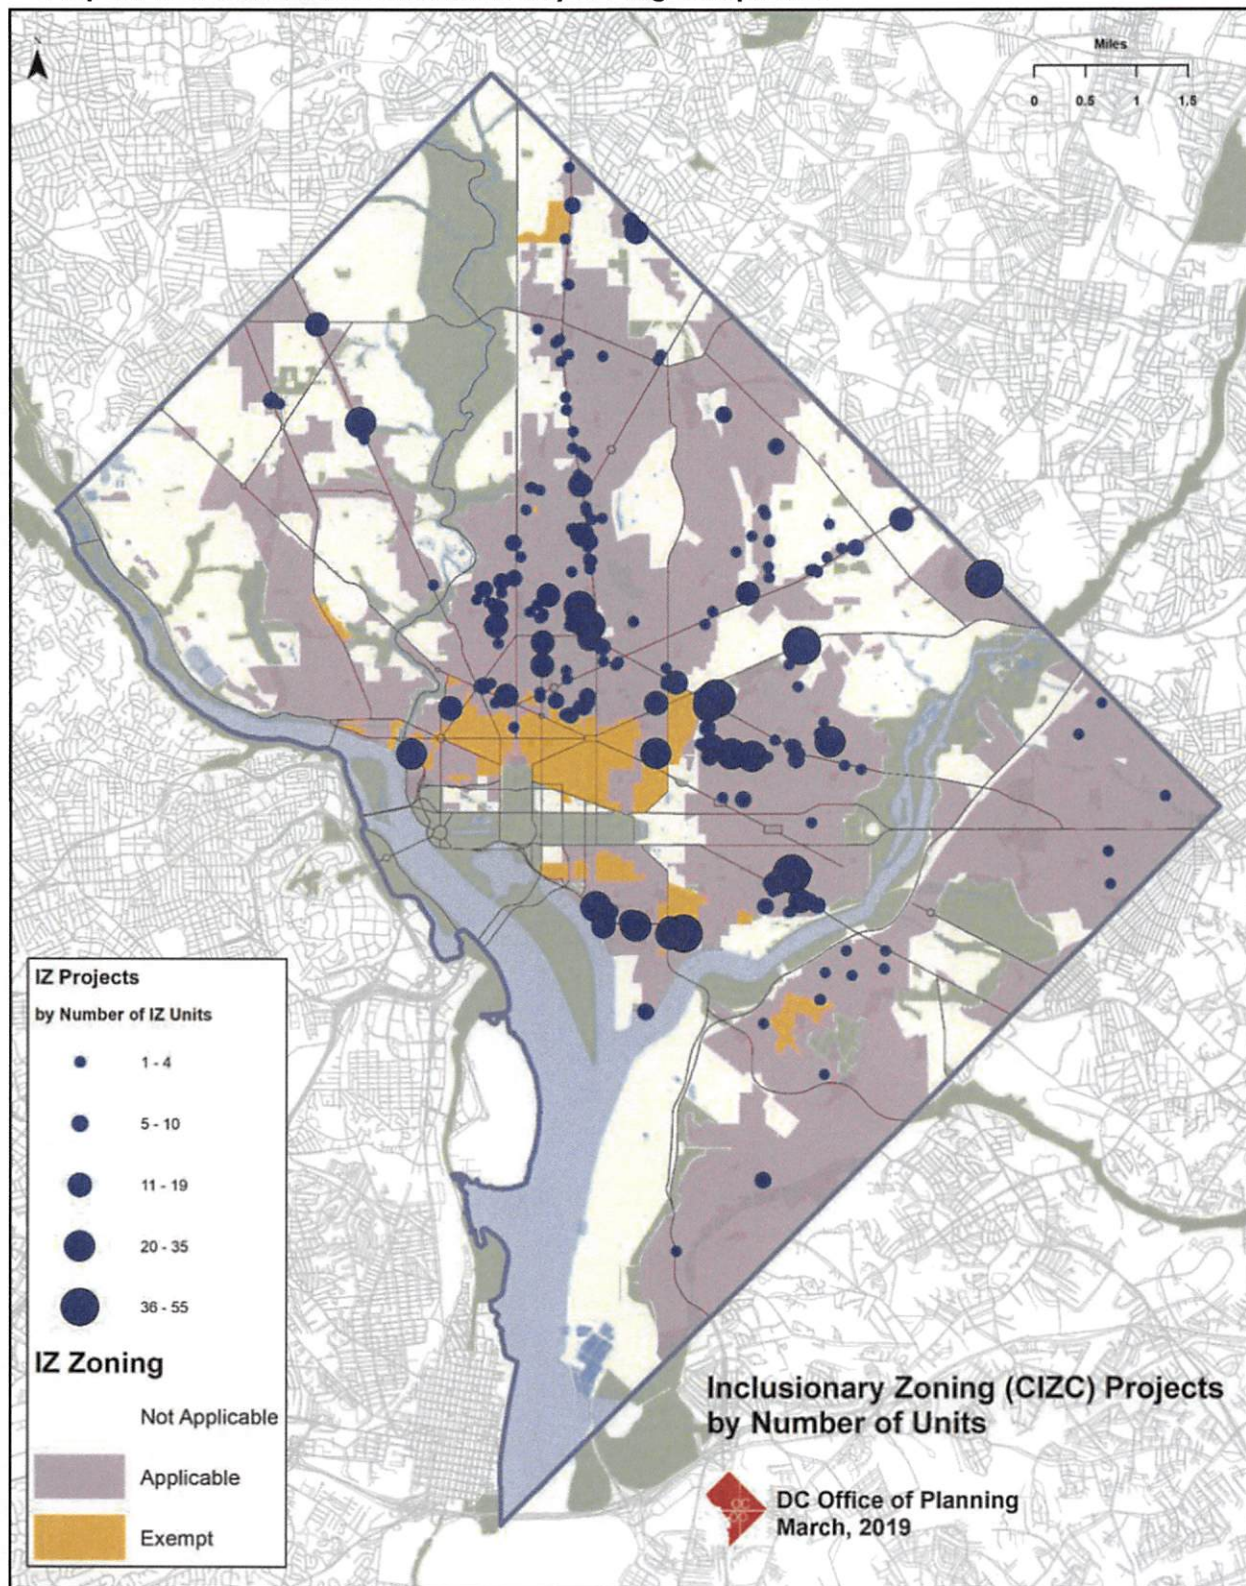 N
Miles
0 0.5 1 1.5
IZ Projects
by Number of IZ Units
1 - 4
5 - 10
11 - 19
20 - 35
36 - 55
IZ Zoning
Not Applicable
Applicable
Exempt
Inclusionary Zoning (CIZC) Projects
by Number of Units
DC Office of Planning
March, 2019